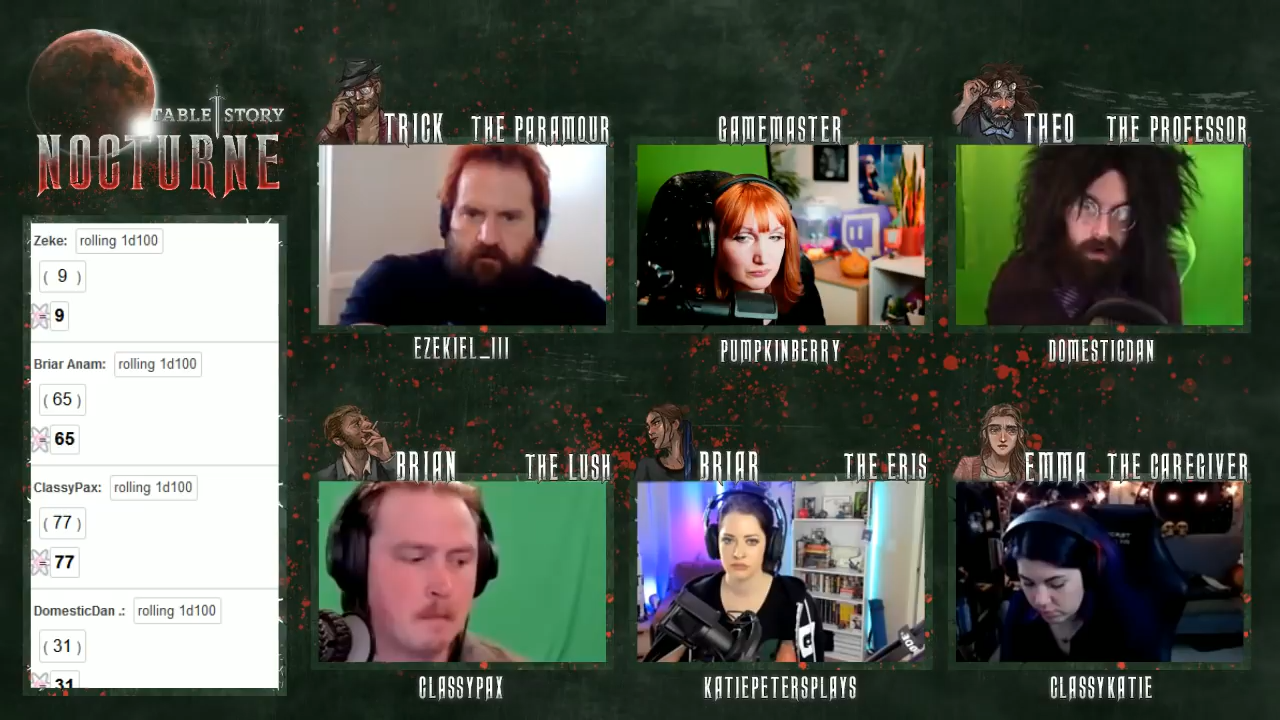 TABLE STORY
NOCTURNE
Zeke: rolling 1d100
( 9 )
= 9
Briar Anam: rolling 1d100
( 65 )
= 65
ClassyPax: rolling 1d100
( 77 )
= 77
DomesticDan .: rolling 1d100
( 31 )
= 31
TRICK THE PARAMOUR
EZEKIEL_III
GAMEMASTER
PUMPKINBERRY
THEO THE PROFESSOR
DOMESTICDAN
BRIAN THE LUSH
CLASSYPAX
BRIAR THE ERIS
KATIEPETERSPLAYS
EMMA THE CAREGIVER
CLASSYKATIE